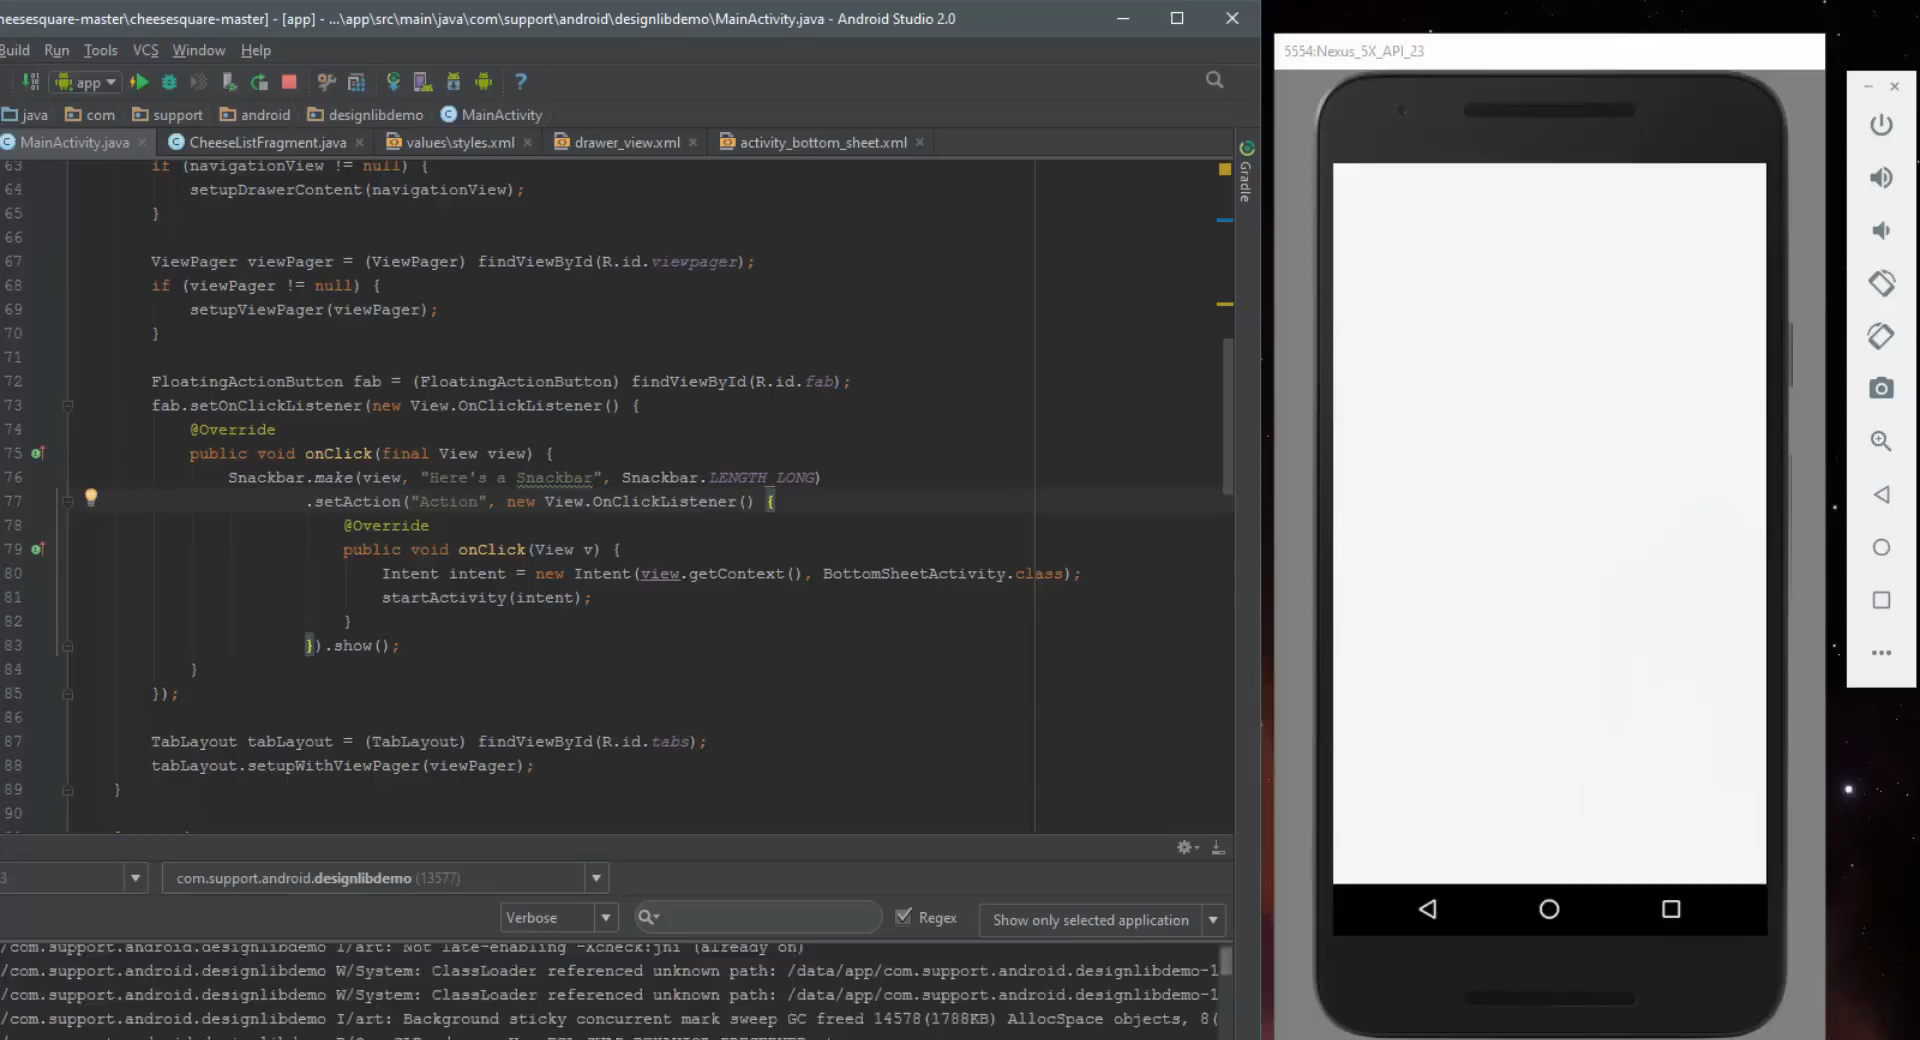 eesesquare-master\cheesesquare-master] - [app] - ...\app\src\main\java\com\support\android\designlibdemo\MainActivity.java - Android Studio 2.0
Build Run Tools VCS Window Help
app
java com support android designlibdemo MainActivity
MainActivity.java CheeseListFragment.java values\styles.xml drawer_view.xml activity_bottom_sheet.xml
Gradle
63 if (navigationView != null) {
64 setupDrawerContent(navigationView);
65 }
66
67 ViewPager viewPager = (ViewPager) findViewById(R.id.viewpager);
68 if (viewPager != null) {
69 setupViewPager(viewPager);
70 }
71
72 FloatingActionButton fab = (FloatingActionButton) findViewById(R.id.fab);
73 fab.setOnClickListener(new View.OnClickListener() {
74 @Override
75 public void onClick(final View view) {
76 Snackbar.make(view, "Here's a Snackbar", Snackbar.LENGTH_LONG)
77 .setAction("Action", new View.OnClickListener() {
78 @Override
79 public void onClick(View v) {
80 Intent intent = new Intent(view.getContext(), BottomSheetActivity.class);
81 startActivity(intent);
82 }
83 }).show();
84 }
85 });
86
87 TabLayout tabLayout = (TabLayout) findViewById(R.id.tabs);
88 tabLayout.setupWithViewPager(viewPager);
89 }
90
3 com.support.android.designlibdemo (13577)
Verbose Regex Show only selected application
/com.support.android.designlibdemo I/art: Not late-enabling -Xcheck:jni (already on)
/com.support.android.designlibdemo W/System: ClassLoader referenced unknown path: /data/app/com.support.android.designlibdemo-1
/com.support.android.designlibdemo W/System: ClassLoader referenced unknown path: /data/app/com.support.android.designlibdemo-1
/com.support.android.designlibdemo I/art: Background sticky concurrent mark sweep GC freed 14578(1788KB) AllocSpace objects, 8(
5554:Nexus_5X_API_23